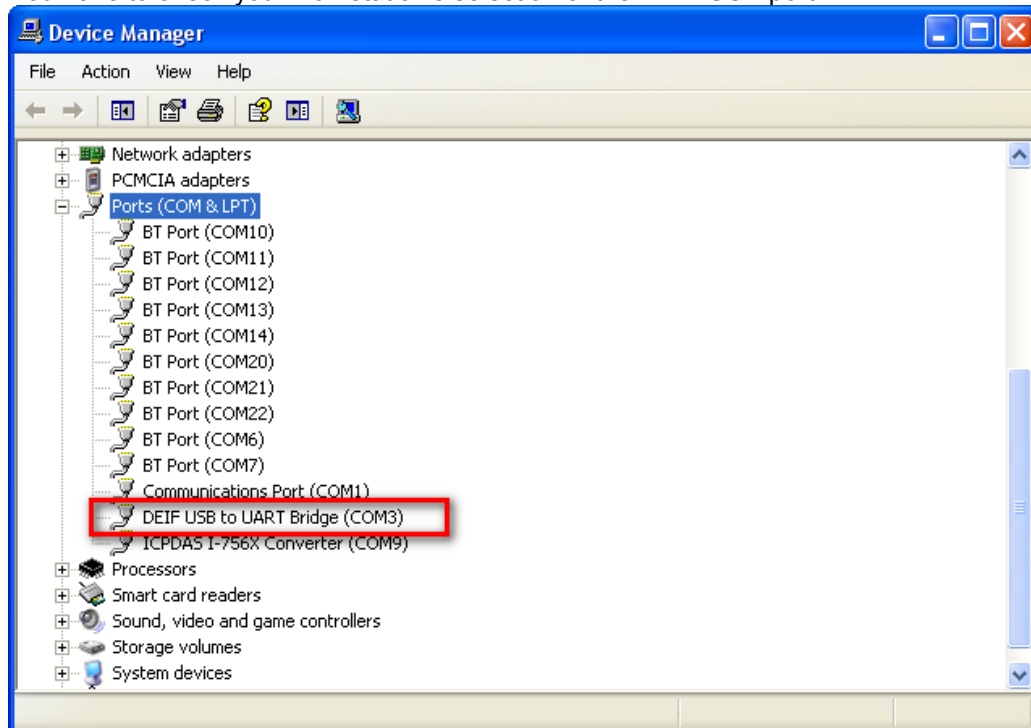 Device Manager
File Action View Help
Network adapters
PCMCIA adapters
Ports (COM & LPT)
BT Port (COM10)
BT Port (COM11)
BT Port (COM12)
BT Port (COM13)
BT Port (COM14)
BT Port (COM20)
BT Port (COM21)
BT Port (COM22)
BT Port (COM6)
BT Port (COM7)
Communications Port (COM1)
DEIF USB to UART Bridge (COM3)
ICPDAS I-756X Converter (COM9)
Processors
Smart card readers
Sound, video and game controllers
Storage volumes
System devices